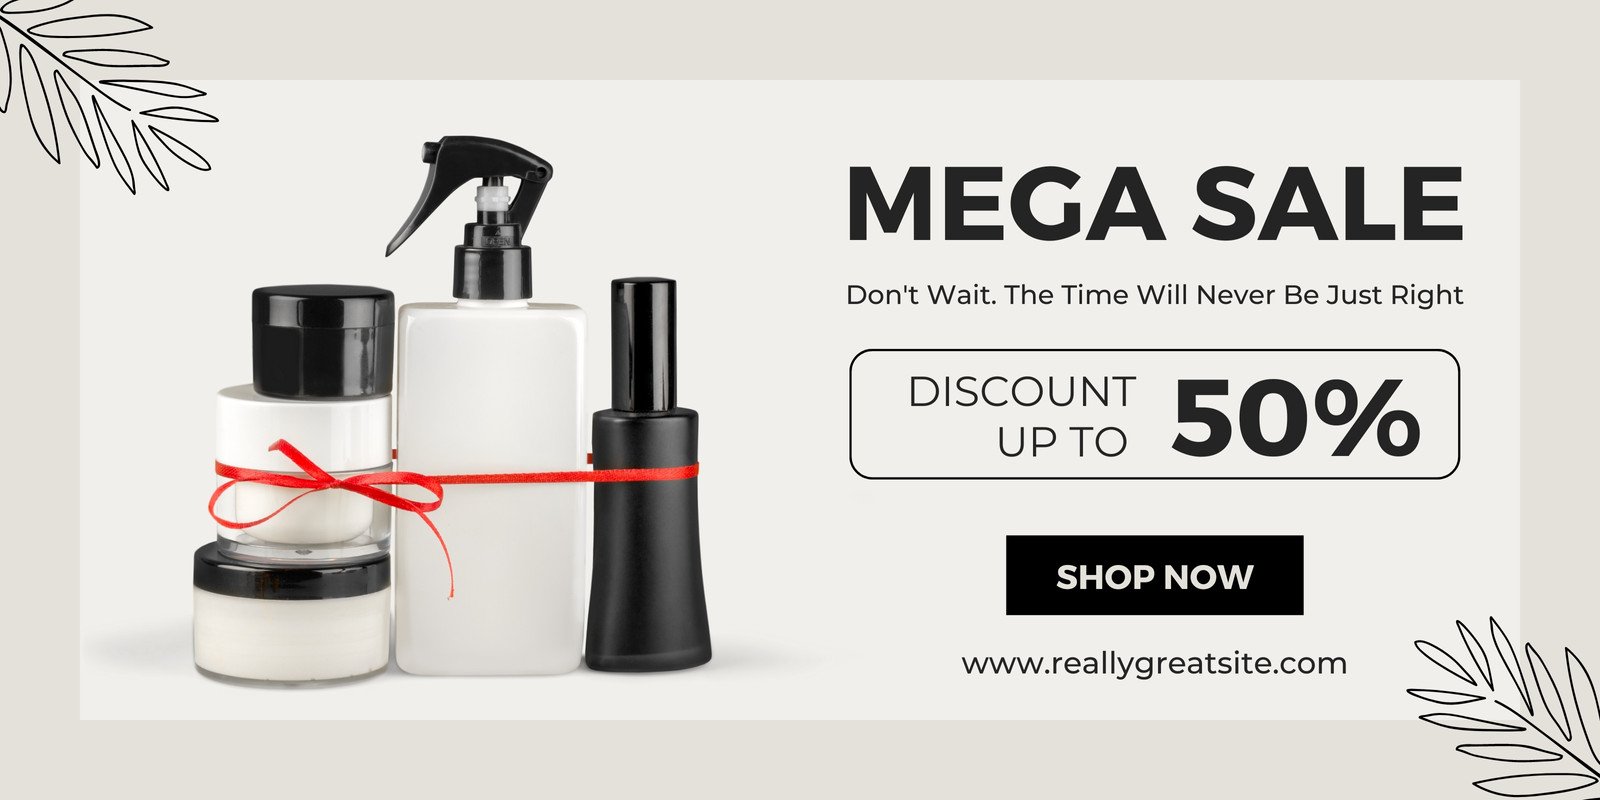 MEGA SALE
Don't Wait. The Time Will Never Be Just Right
DISCOUNT
UP TO
50%
SHOP NOW
www.reallygreatsite.com